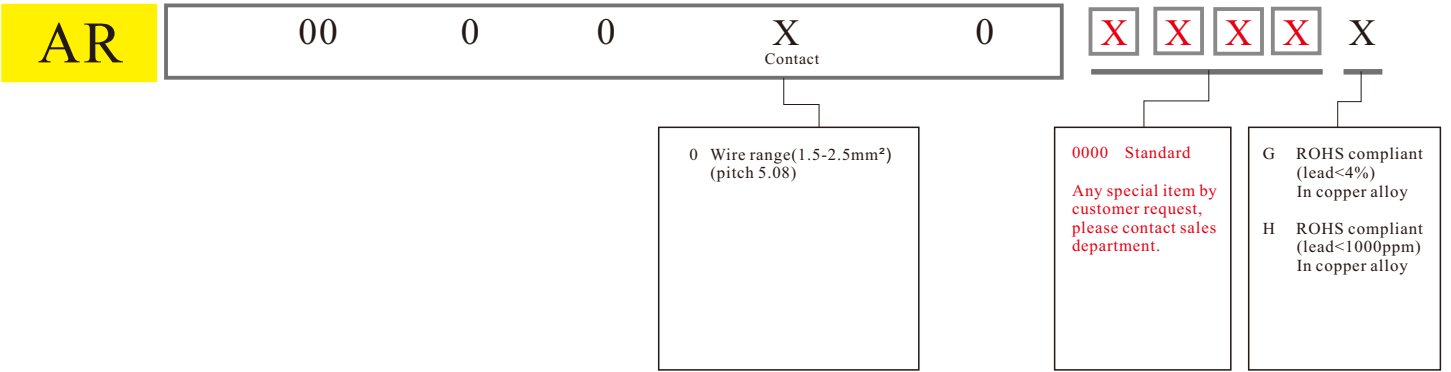 AR 00 0 0 X 0 X X X X X
Contact
0 Wire range(1.5-2.5mm²)
(pitch 5.08)
0000 Standard
Any special item by
customer request,
please contact sales
department.
G ROHS compliant
(lead<4%)
In copper alloy
H ROHS compliant
(lead<1000ppm)
In copper alloy